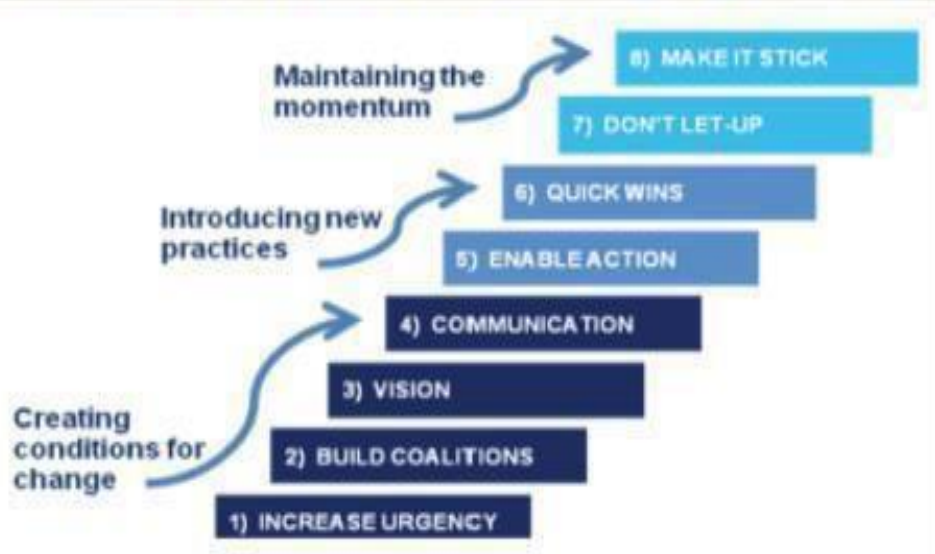 Maintaining the
momentum
8) MAKE IT STICK
7) DON'T LET-UP
Introducing new
practices
6) QUICK WINS
5) ENABLE ACTION
4) COMMUNICATION
3) VISION
Creating
conditions for
change
2) BUILD COALITIONS
1) INCREASE URGENCY